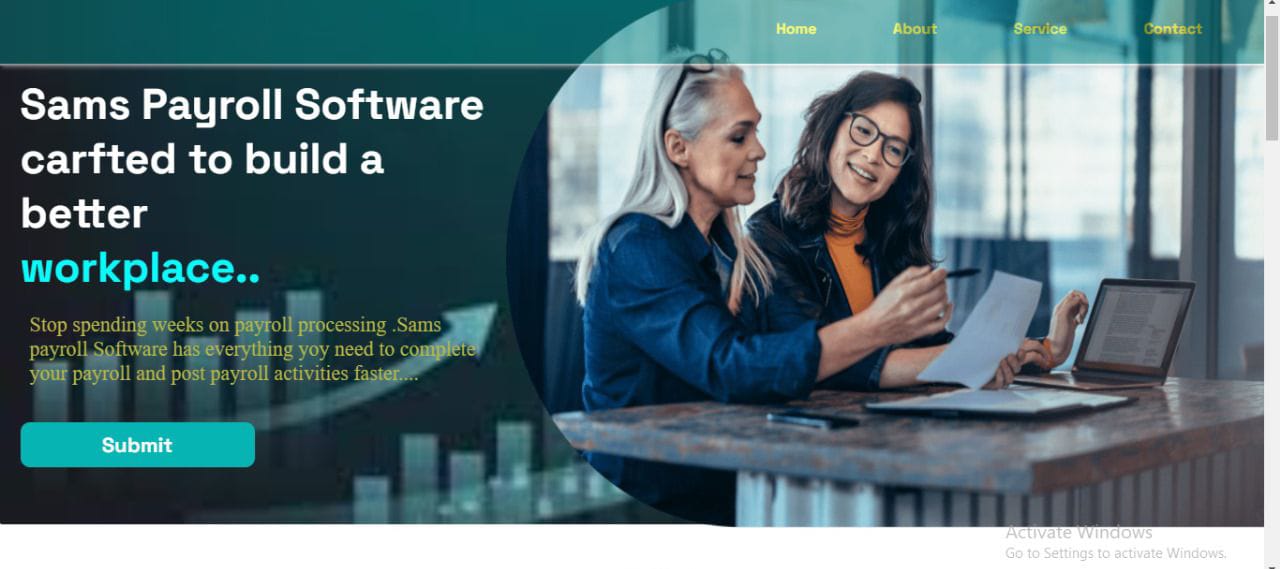 Home About Service Contact
Sams Payroll Software
carfted to build a
better
workplace..
Stop spending weeks on payroll processing .Sams
payroll Software has everything yoy need to complete
your payroll and post payroll activities faster....
Submit
Activate Windows
Go to Settings to activate Windows.